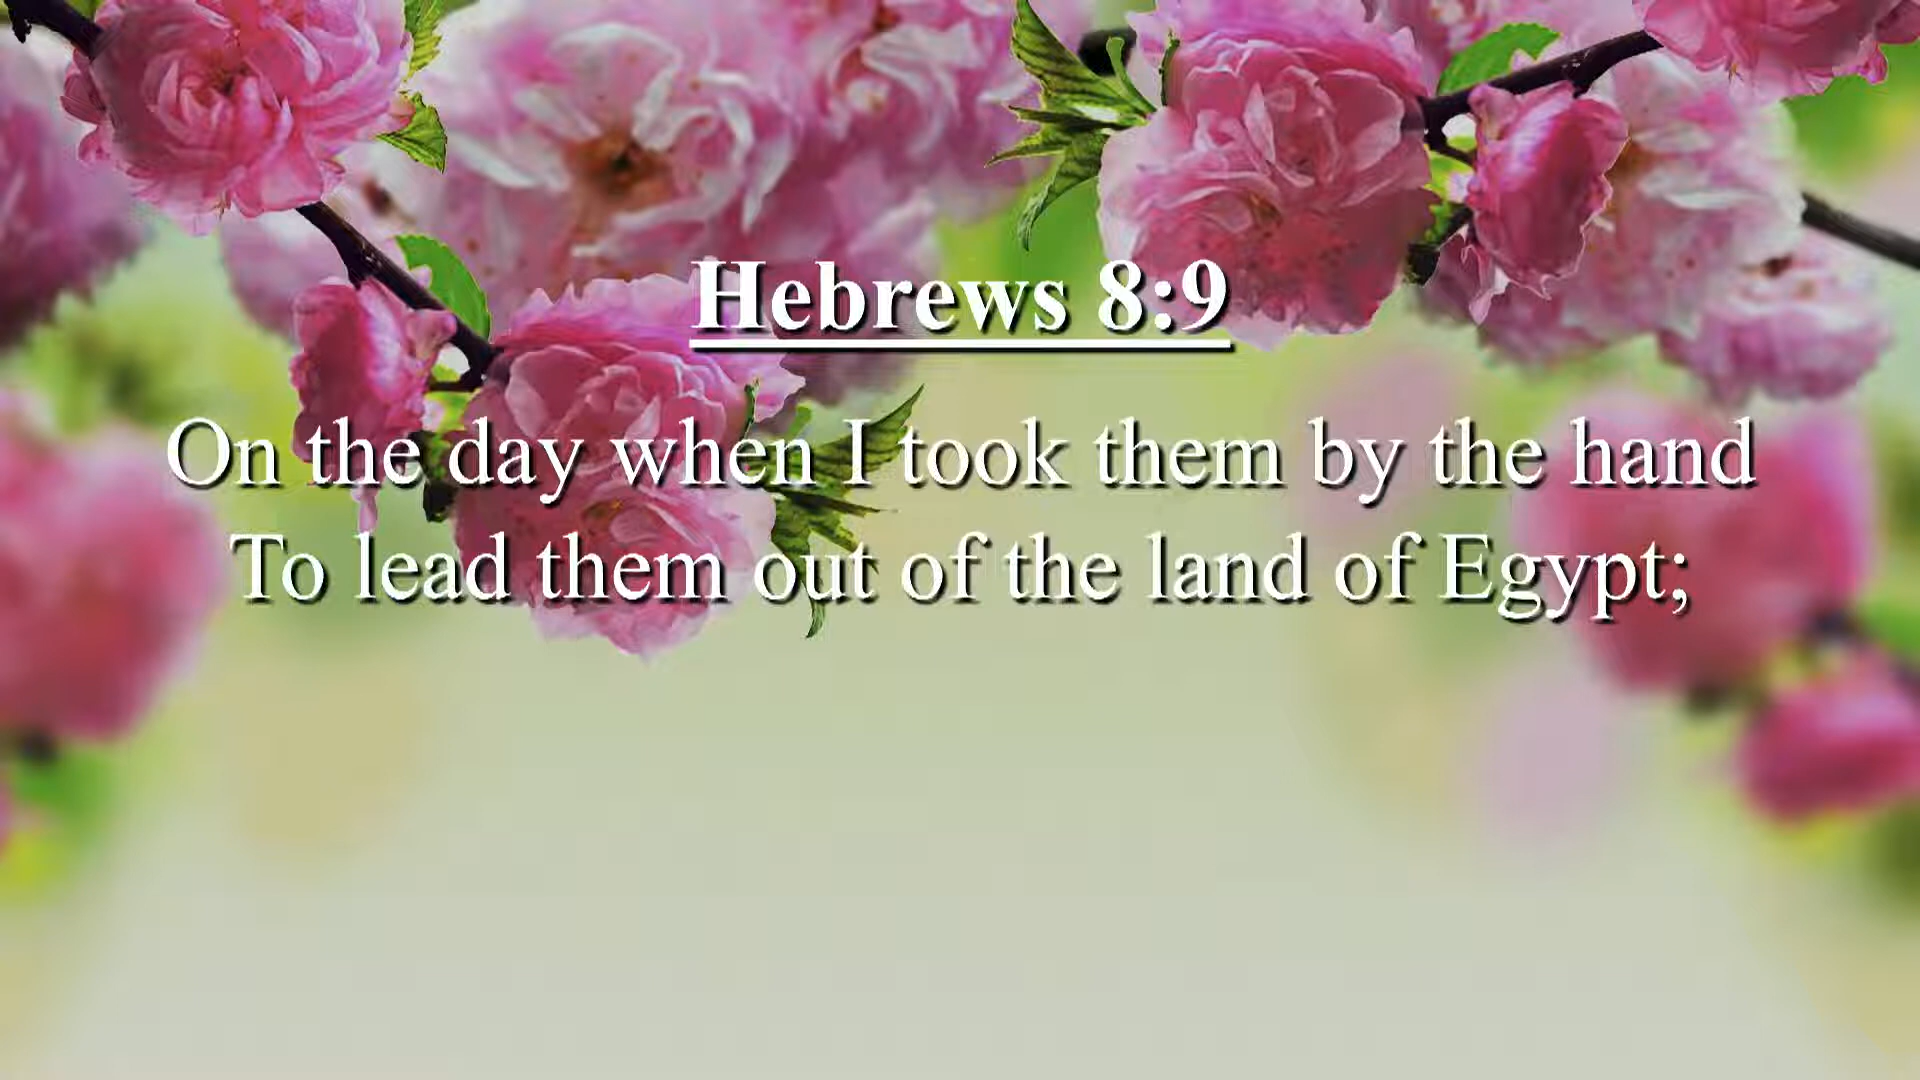 Hebrews 8:9
On the day when I took them by the hand
To lead them out of the land of Egypt;